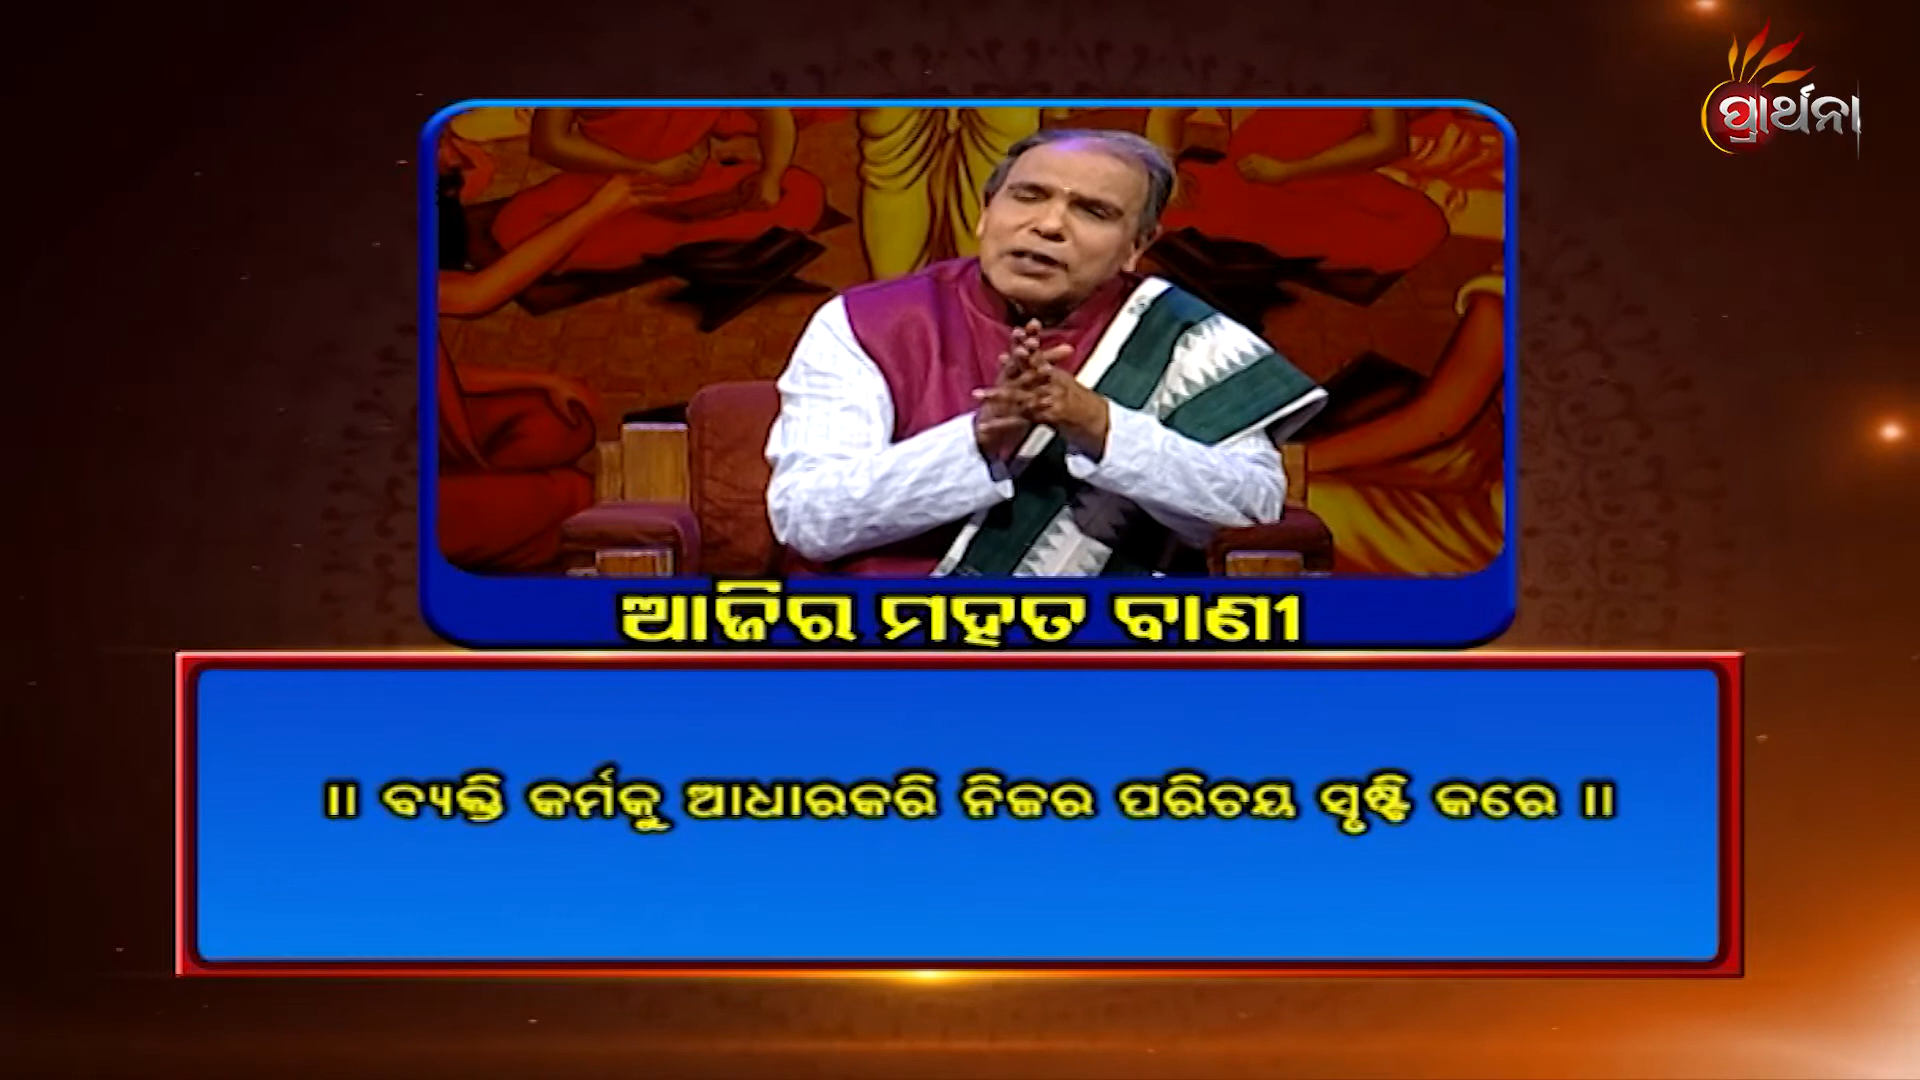 ପ୍ରାର୍ଥନା
ଆଜିର ମହତ ବାଣୀ
॥ ବ୍ୟକ୍ତି କର୍ମକୁ ଆଧାରକରି ନିଜର ପରିଚୟ ସୃଷ୍ଟି କରେ ॥